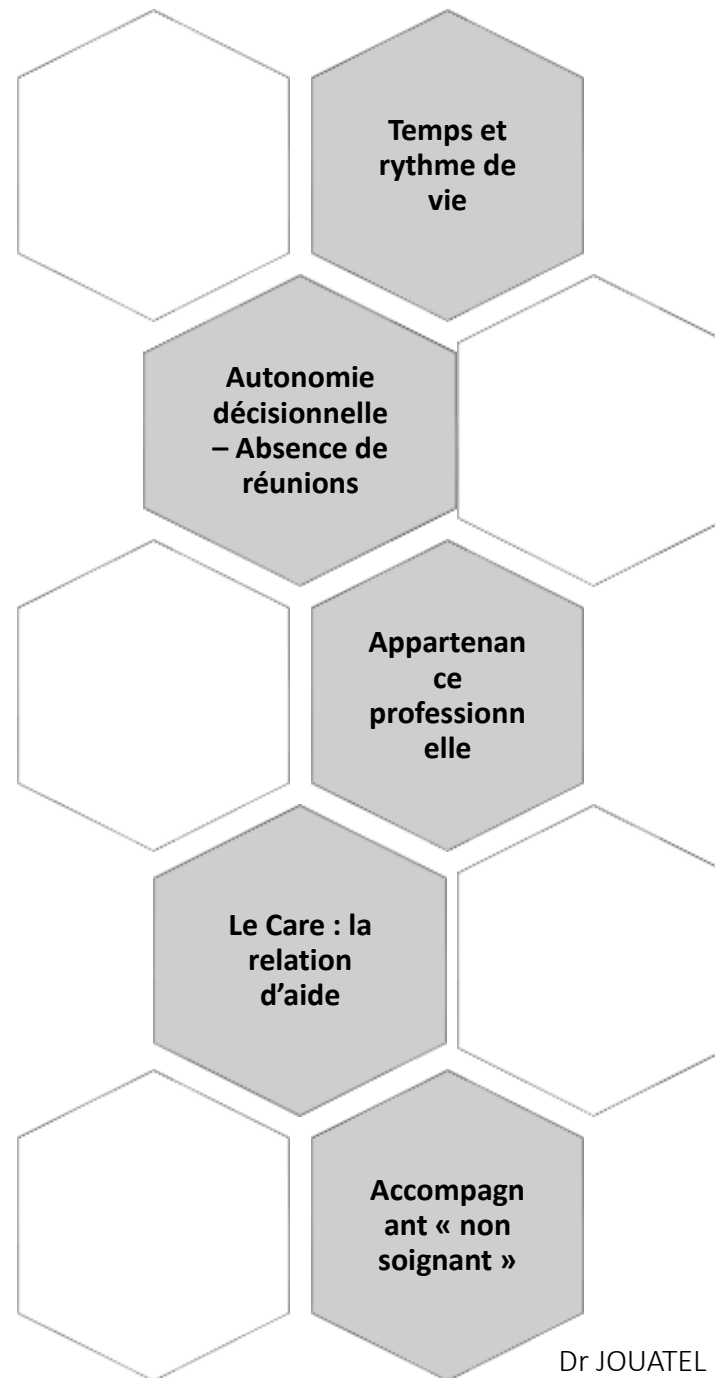 Temps et
rythme de
vie
Autonomie
décisionnelle
– Absence de
réunions
Appartenan
ce
professionn
elle
Le Care : la
relation
d’aide
Accompagn
ant « non
soignant »
Dr JOUATEL